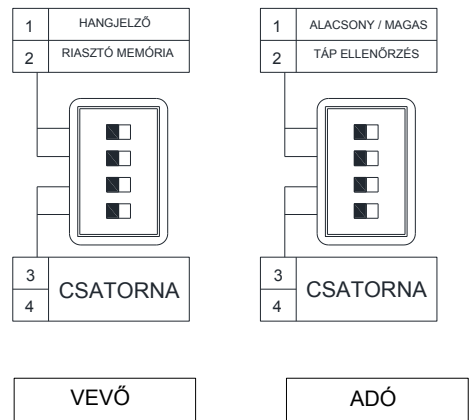 1 HANGJELZŐ
2 RIASZTÓ MEMÓRIA
3
4
CSATORNA
VEVŐ
1 ALACSONY / MAGAS
2 TÁP ELLENŐRZÉS
3
4
CSATORNA
ADÓ